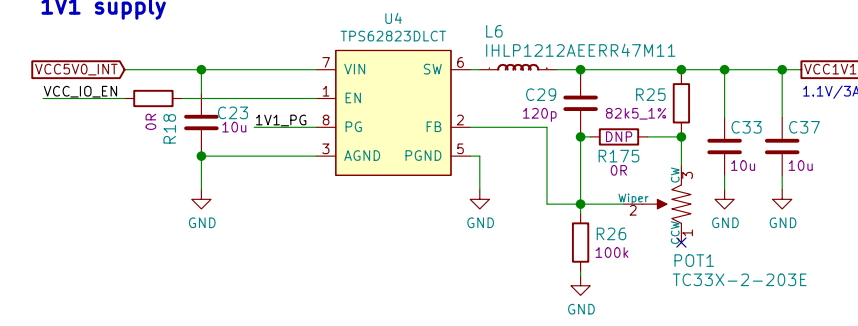 1V1 supply
U4
TPS62823DLCT
L6
IHLP1212AEERR47M11
VCC5V0_INT
7 VIN SW 6
VCC1V1
1.1V/3A
VCC_IO_EN
1 EN
C29
120p
R25
82k5_1%
0R
R18
C23
10u
1V1_PG
8 PG FB 2
DNP
R175
0R
C33
10u
C37
10u
3 AGND PGND 5
CW
3
Wiper
2
GND
GND
GND
GND
R26
100k
CCW
1
POT1
TC33X-2-203E
GND